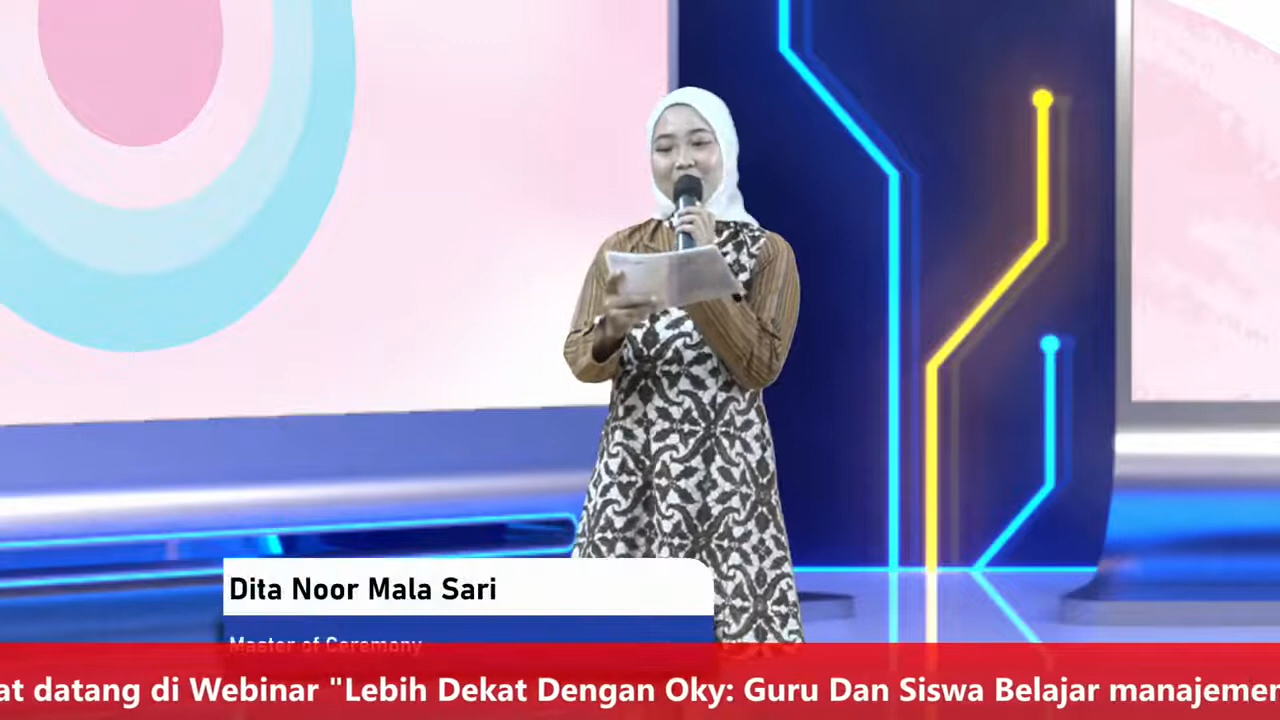 Dita Noor Mala Sari
Master of Ceremony
at datang di Webinar "Lebih Dekat Dengan Oky: Guru Dan Siswa Belajar manajemen